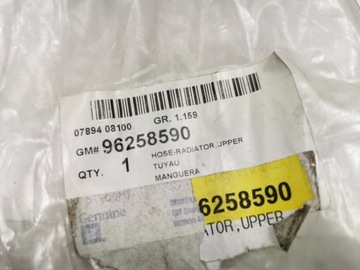 07894 08100 GR. 1.159
GM# 96258590
QTY. 1 HOSE-RADIATOR,UPPER
TUYAU
MANGUERA
Genuine
6258590
ATOR,UPPER